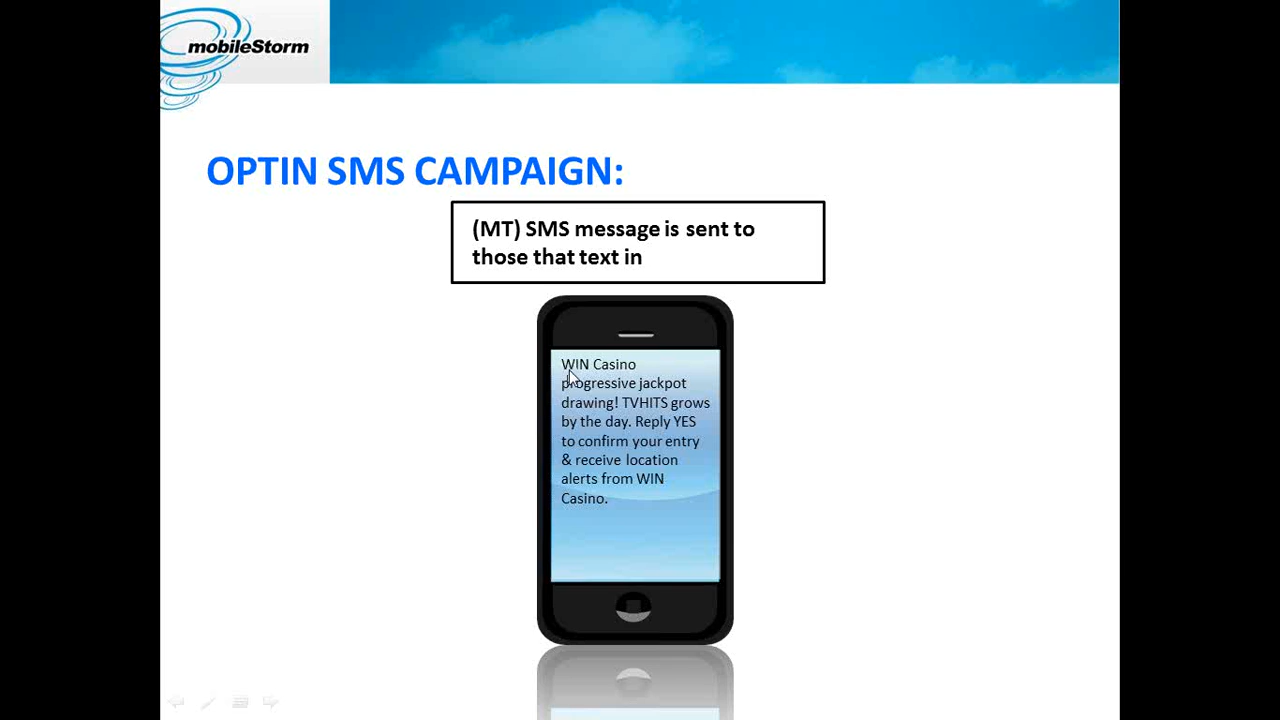 mobileStorm
OPTIN SMS CAMPAIGN:
(MT) SMS message is sent to
those that text in
WIN Casino
progressive jackpot
drawing! TVHITS grows
by the day. Reply YES
to confirm your entry
& receive location
alerts from WIN
Casino.